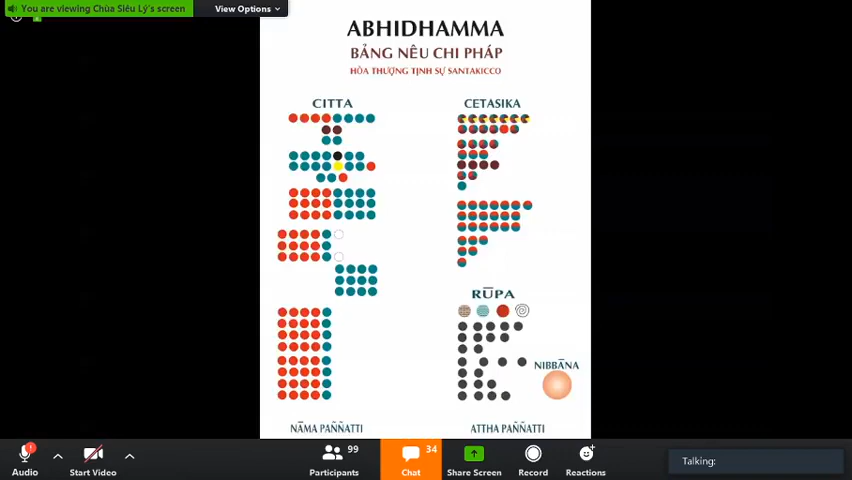 You are viewing Chùa Siêu Lý's screen
View Options
ABHIDHAMMA
BẢNG NÊU CHI PHÁP
HÒA THƯỢNG TỊNH SỰ SANTAKICCO
CITTA
CETASIKA
RŪPA
NIBBĀNA
NĀMA PAÑÑATTI
ATTHA PAÑÑATTI
Audio
Start Video
99
Participants
34
Chat
Share Screen
Record
Reactions
Talking: